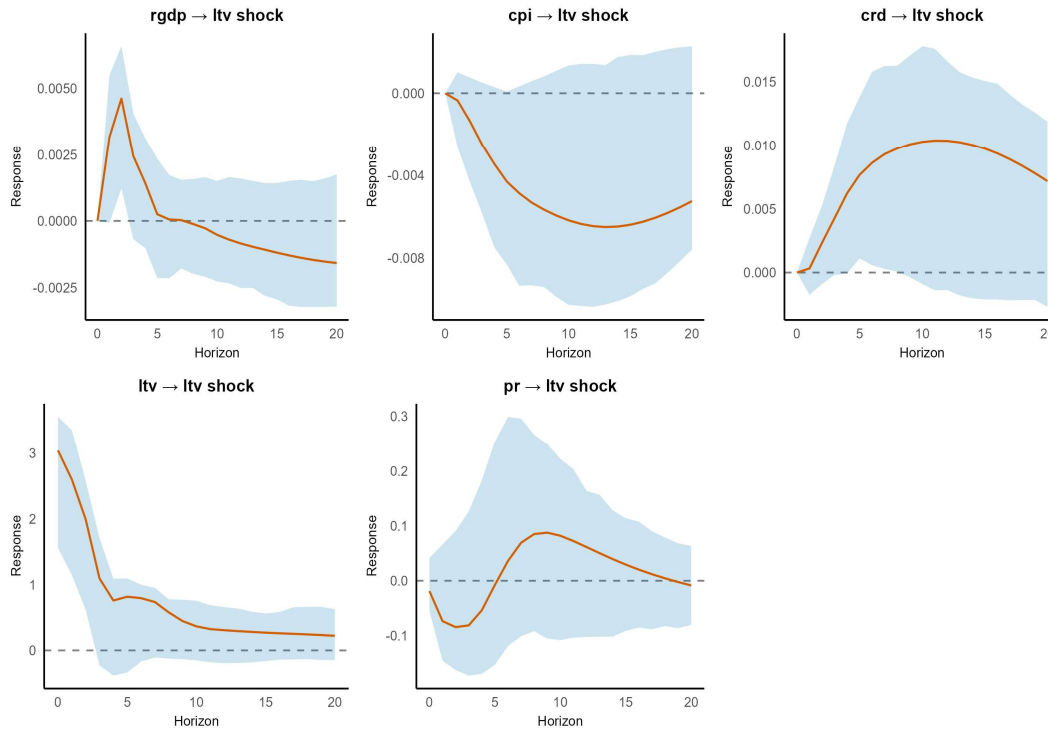 rgdp → ltv shock
0.0050
0.0025
0.0000
-0.0025
Response
0 5 10 15 20
Horizon
cpi → ltv shock
0.000
-0.004
-0.008
Response
0 5 10 15 20
Horizon
crd → ltv shock
0.015
0.010
0.005
0.000
Response
0 5 10 15 20
Horizon
ltv → ltv shock
3
2
1
0
Response
0 5 10 15 20
Horizon
pr → ltv shock
0.3
0.2
0.1
0.0
-0.1
Response
0 5 10 15 20
Horizon